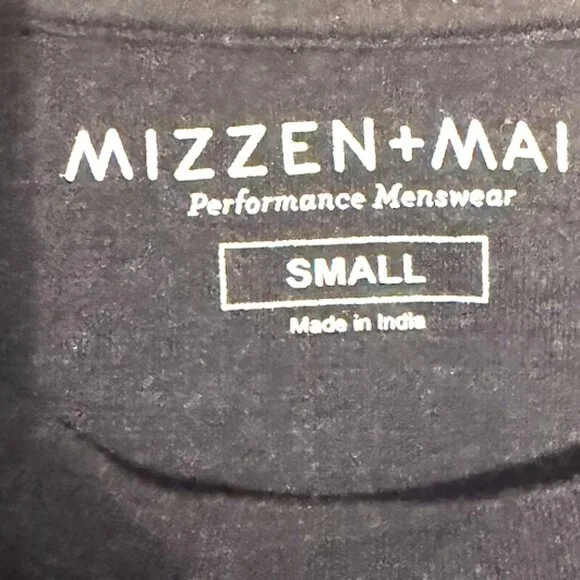 MIZZEN+MAI
Performance Menswear
SMALL
Made in India